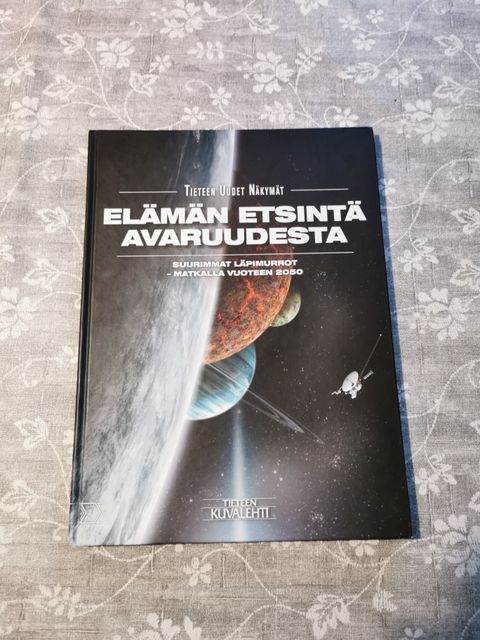 TIETEEN UUDET NÄKYMÄT
ELÄMÄN ETSINTÄ
AVARUUDESTA
SUURIMMAT LÄPIMURROT
– MATKALLA VUOTEEN 2050
TIETEEN
KUVALEHTI